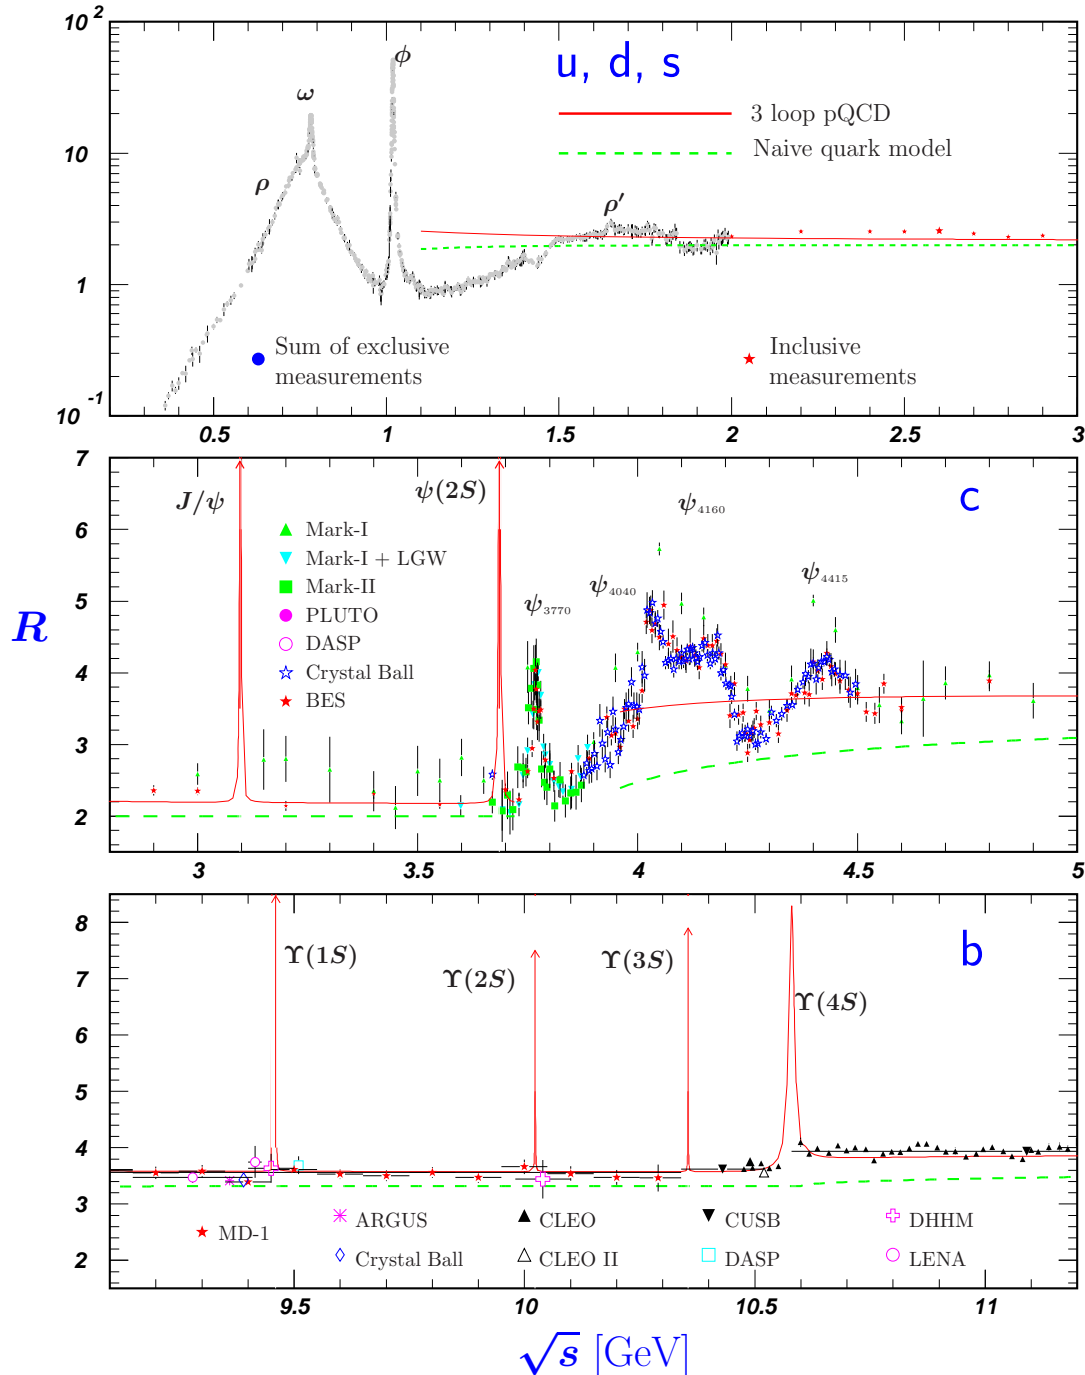 10 2
ϕ
u, d, s
ω
3 loop pQCD
10
Naive quark model
ρ
ρ′
1
Sum of exclusive
measurements
Inclusive
measurements
10 -1
0.5 1 1.5 2 2.5 3
7
J/ψ
ψ(2S)
ψ4160
c
6
Mark-I
Mark-I + LGW
Mark-II
5
ψ3770
ψ4040
ψ4415
R
PLUTO
DASP
Crystal Ball
4
BES
3
2
3 3.5 4 4.5 5
8
Υ(1S)
Υ(2S)
Υ(3S)
b
Υ(4S)
7
6
5
4
3
MD-1
ARGUS
CLEO
CUSB
DHHM
Crystal Ball
CLEO II
DASP
LENA
2
9.5 10 10.5 11
√s [GeV]